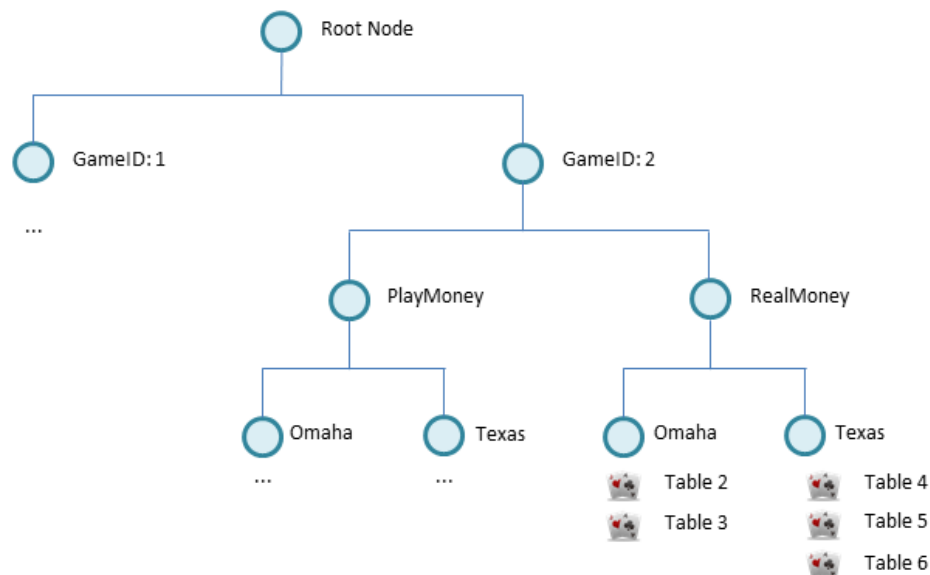 Root Node
GameID: 1
GameID: 2
...
PlayMoney
RealMoney
Omaha
Texas
Omaha
Texas
...
...
Table 2
Table 4
Table 3
Table 5
Table 6